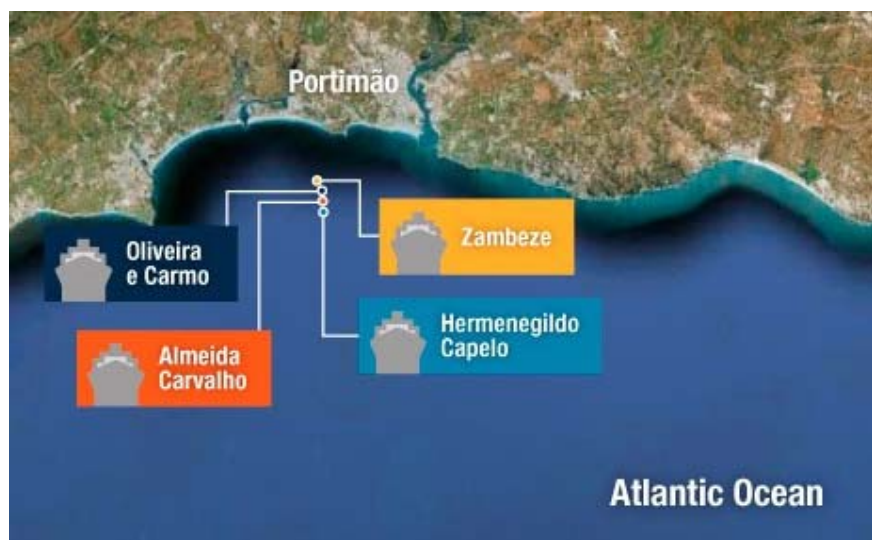 Portimão
Oliveira
e Carmo
Zambeze
Almeida
Carvalho
Hermenegildo
Capelo
Atlantic Ocean